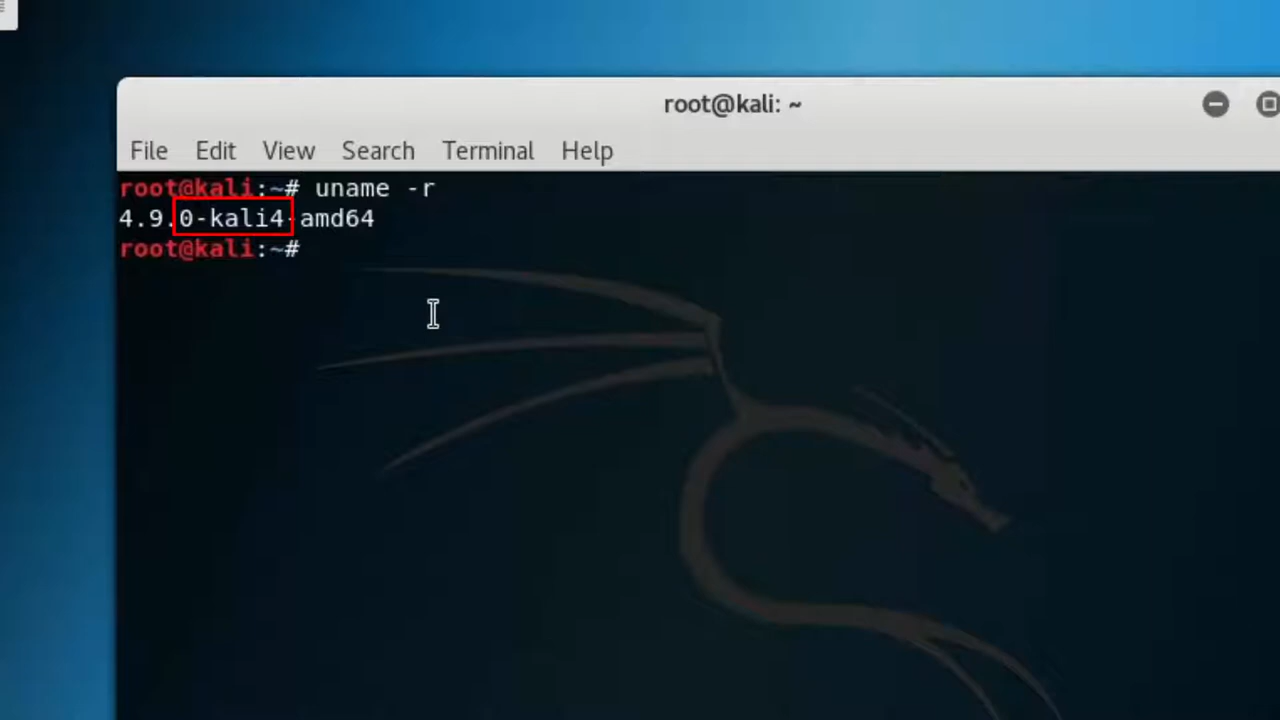 root@kali: ~
File Edit View Search Terminal Help
root@kali:~# uname -r
4.9.0-kali4-amd64
root@kali:~#